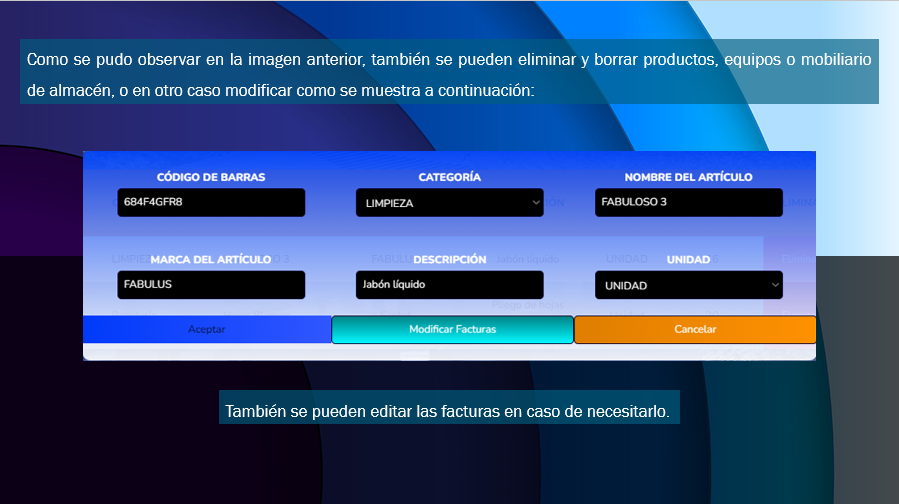 Como se pudo observar en la imagen anterior, también se pueden eliminar y borrar productos, equipos o mobiliario
de almacén, o en otro caso modificar como se muestra a continuación:
CÓDIGO DE BARRAS CATEGORÍA NOMBRE DEL ARTÍCULO
684F4GFR8 LIMPIEZA FABULOSO 3
MARCA DEL ARTÍCULO DESCRIPCIÓN UNIDAD
FABULUS Jabón líquido UNIDAD
Aceptar Modificar Facturas Cancelar
También se pueden editar las facturas en caso de necesitarlo.